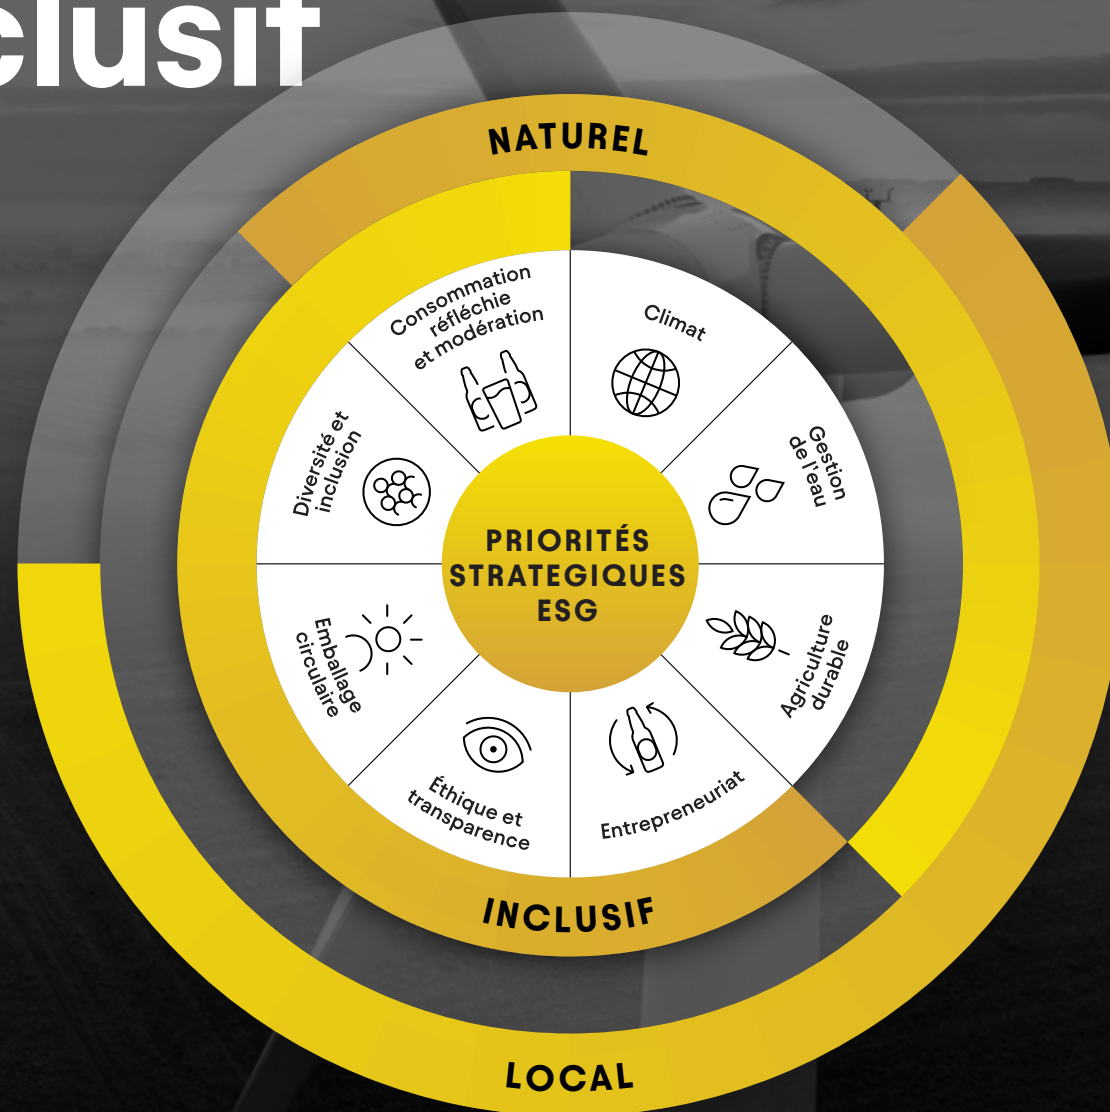 clusif
NATUREL
Consommation
réfléchie
et modération
Climat
Gestion
de l'eau
Agriculture
durable
Entrepreneuriat
Éthique et
transparence
Emballage
circulaire
Diversité et
inclusion
PRIORITÉS
STRATEGIQUES
ESG
INCLUSIF
LOCAL